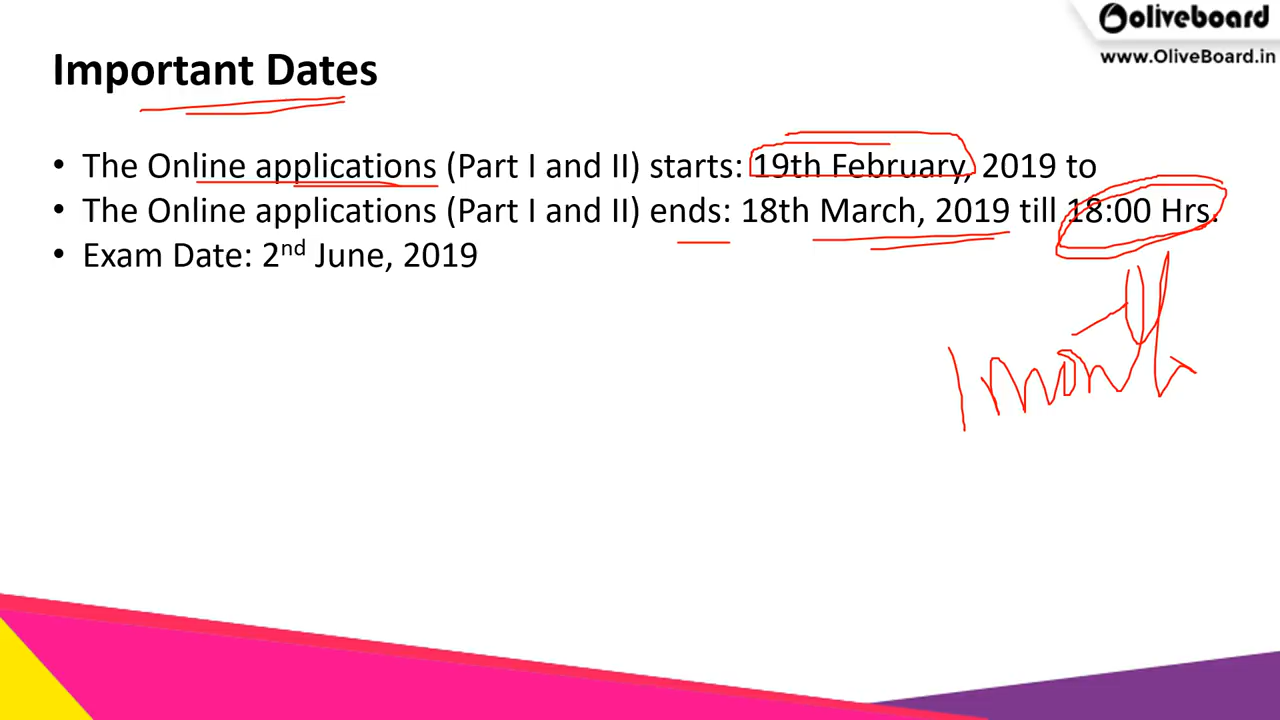 oliveboard
www.OliveBoard.in
Important Dates
• The Online applications (Part I and II) starts: 19th February, 2019 to
• The Online applications (Part I and II) ends: 18th March, 2019 till 18:00 Hrs.
• Exam Date: 2nd June, 2019
1 month